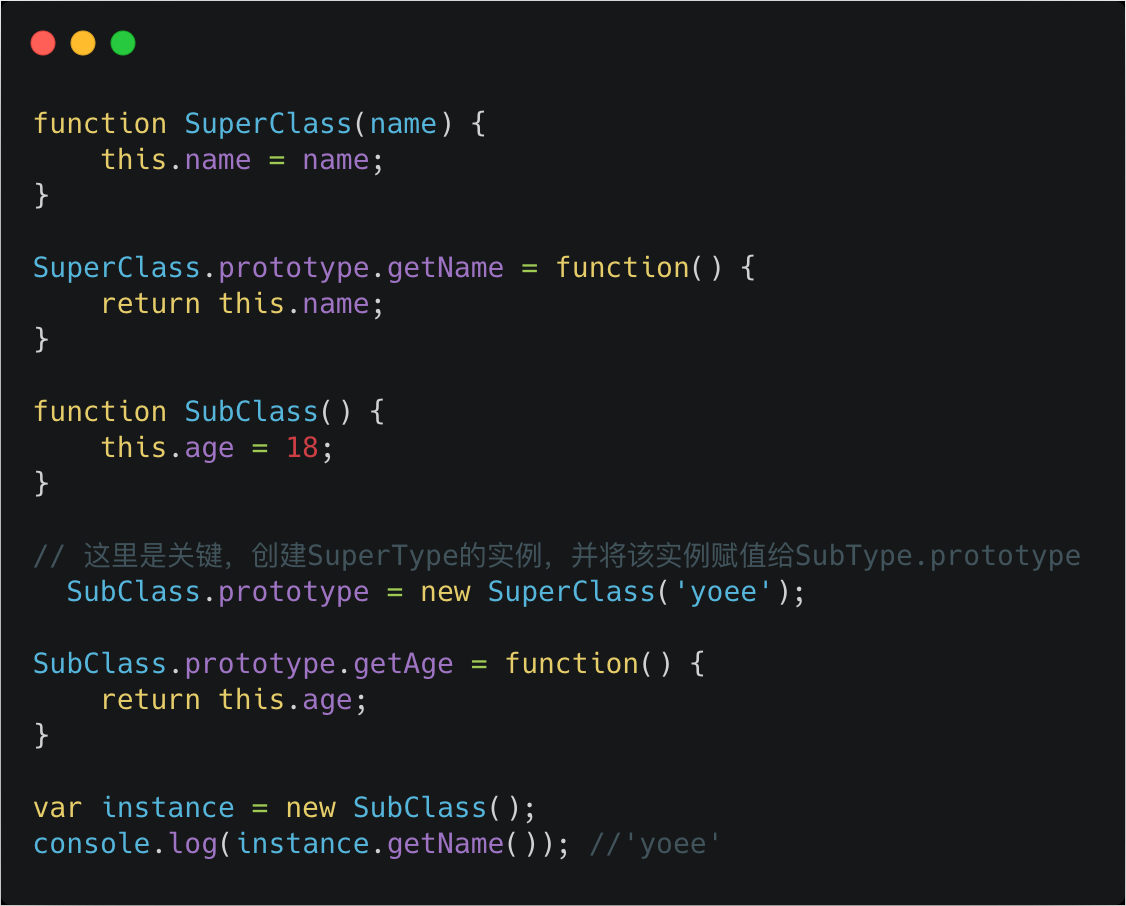 function SuperClass(name) {
    this.name = name;
}

SuperClass.prototype.getName = function() {
    return this.name;
}

function SubClass() {
    this.age = 18;
}

// 这里是关键，创建SuperType的实例，并将该实例赋值给SubType.prototype
  SubClass.prototype = new SuperClass('yoee');

SubClass.prototype.getAge = function() {
    return this.age;
}

var instance = new SubClass();
console.log(instance.getName()); //'yoee'